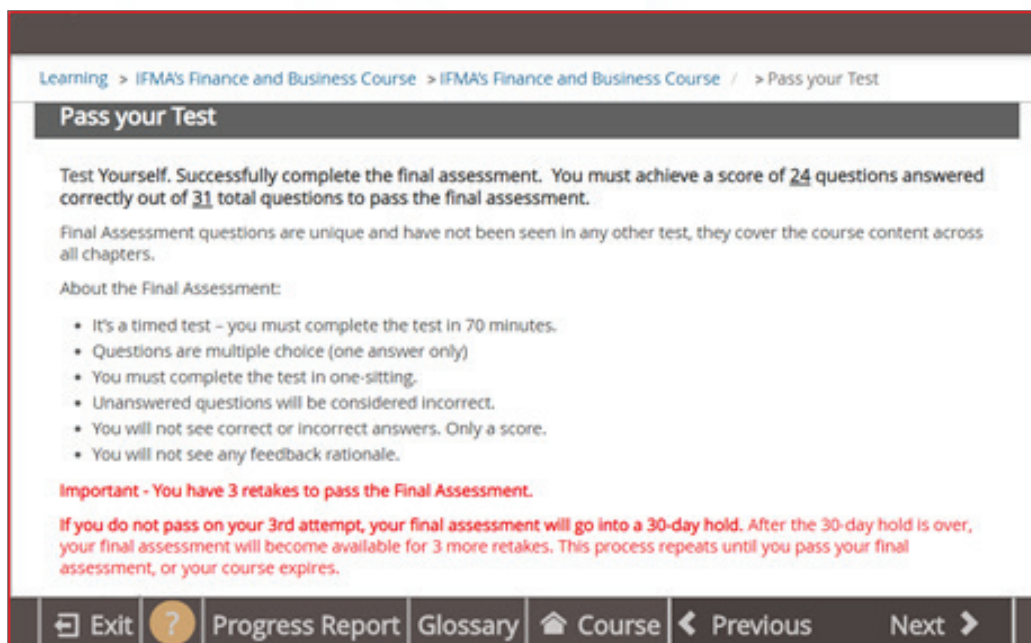 Learning > IFMA's Finance and Business Course > IFMA's Finance and Business Course / > Pass your Test
Pass your Test
Test Yourself. Successfully complete the final assessment. You must achieve a score of 24 questions answered
correctly out of 31 total questions to pass the final assessment.
Final Assessment questions are unique and have not been seen in any other test, they cover the course content across
all chapters.
About the Final Assessment:
• It's a timed test – you must complete the test in 70 minutes.
• Questions are multiple choice (one answer only)
• You must complete the test in one-sitting.
• Unanswered questions will be considered incorrect.
• You will not see correct or incorrect answers. Only a score.
• You will not see any feedback rationale.
Important - You have 3 retakes to pass the Final Assessment.
If you do not pass on your 3rd attempt, your final assessment will go into a 30-day hold. After the 30-day hold is over,
your final assessment will become available for 3 more retakes. This process repeats until you pass your final
assessment, or your course expires.
Exit ? Progress Report Glossary Course Previous Next